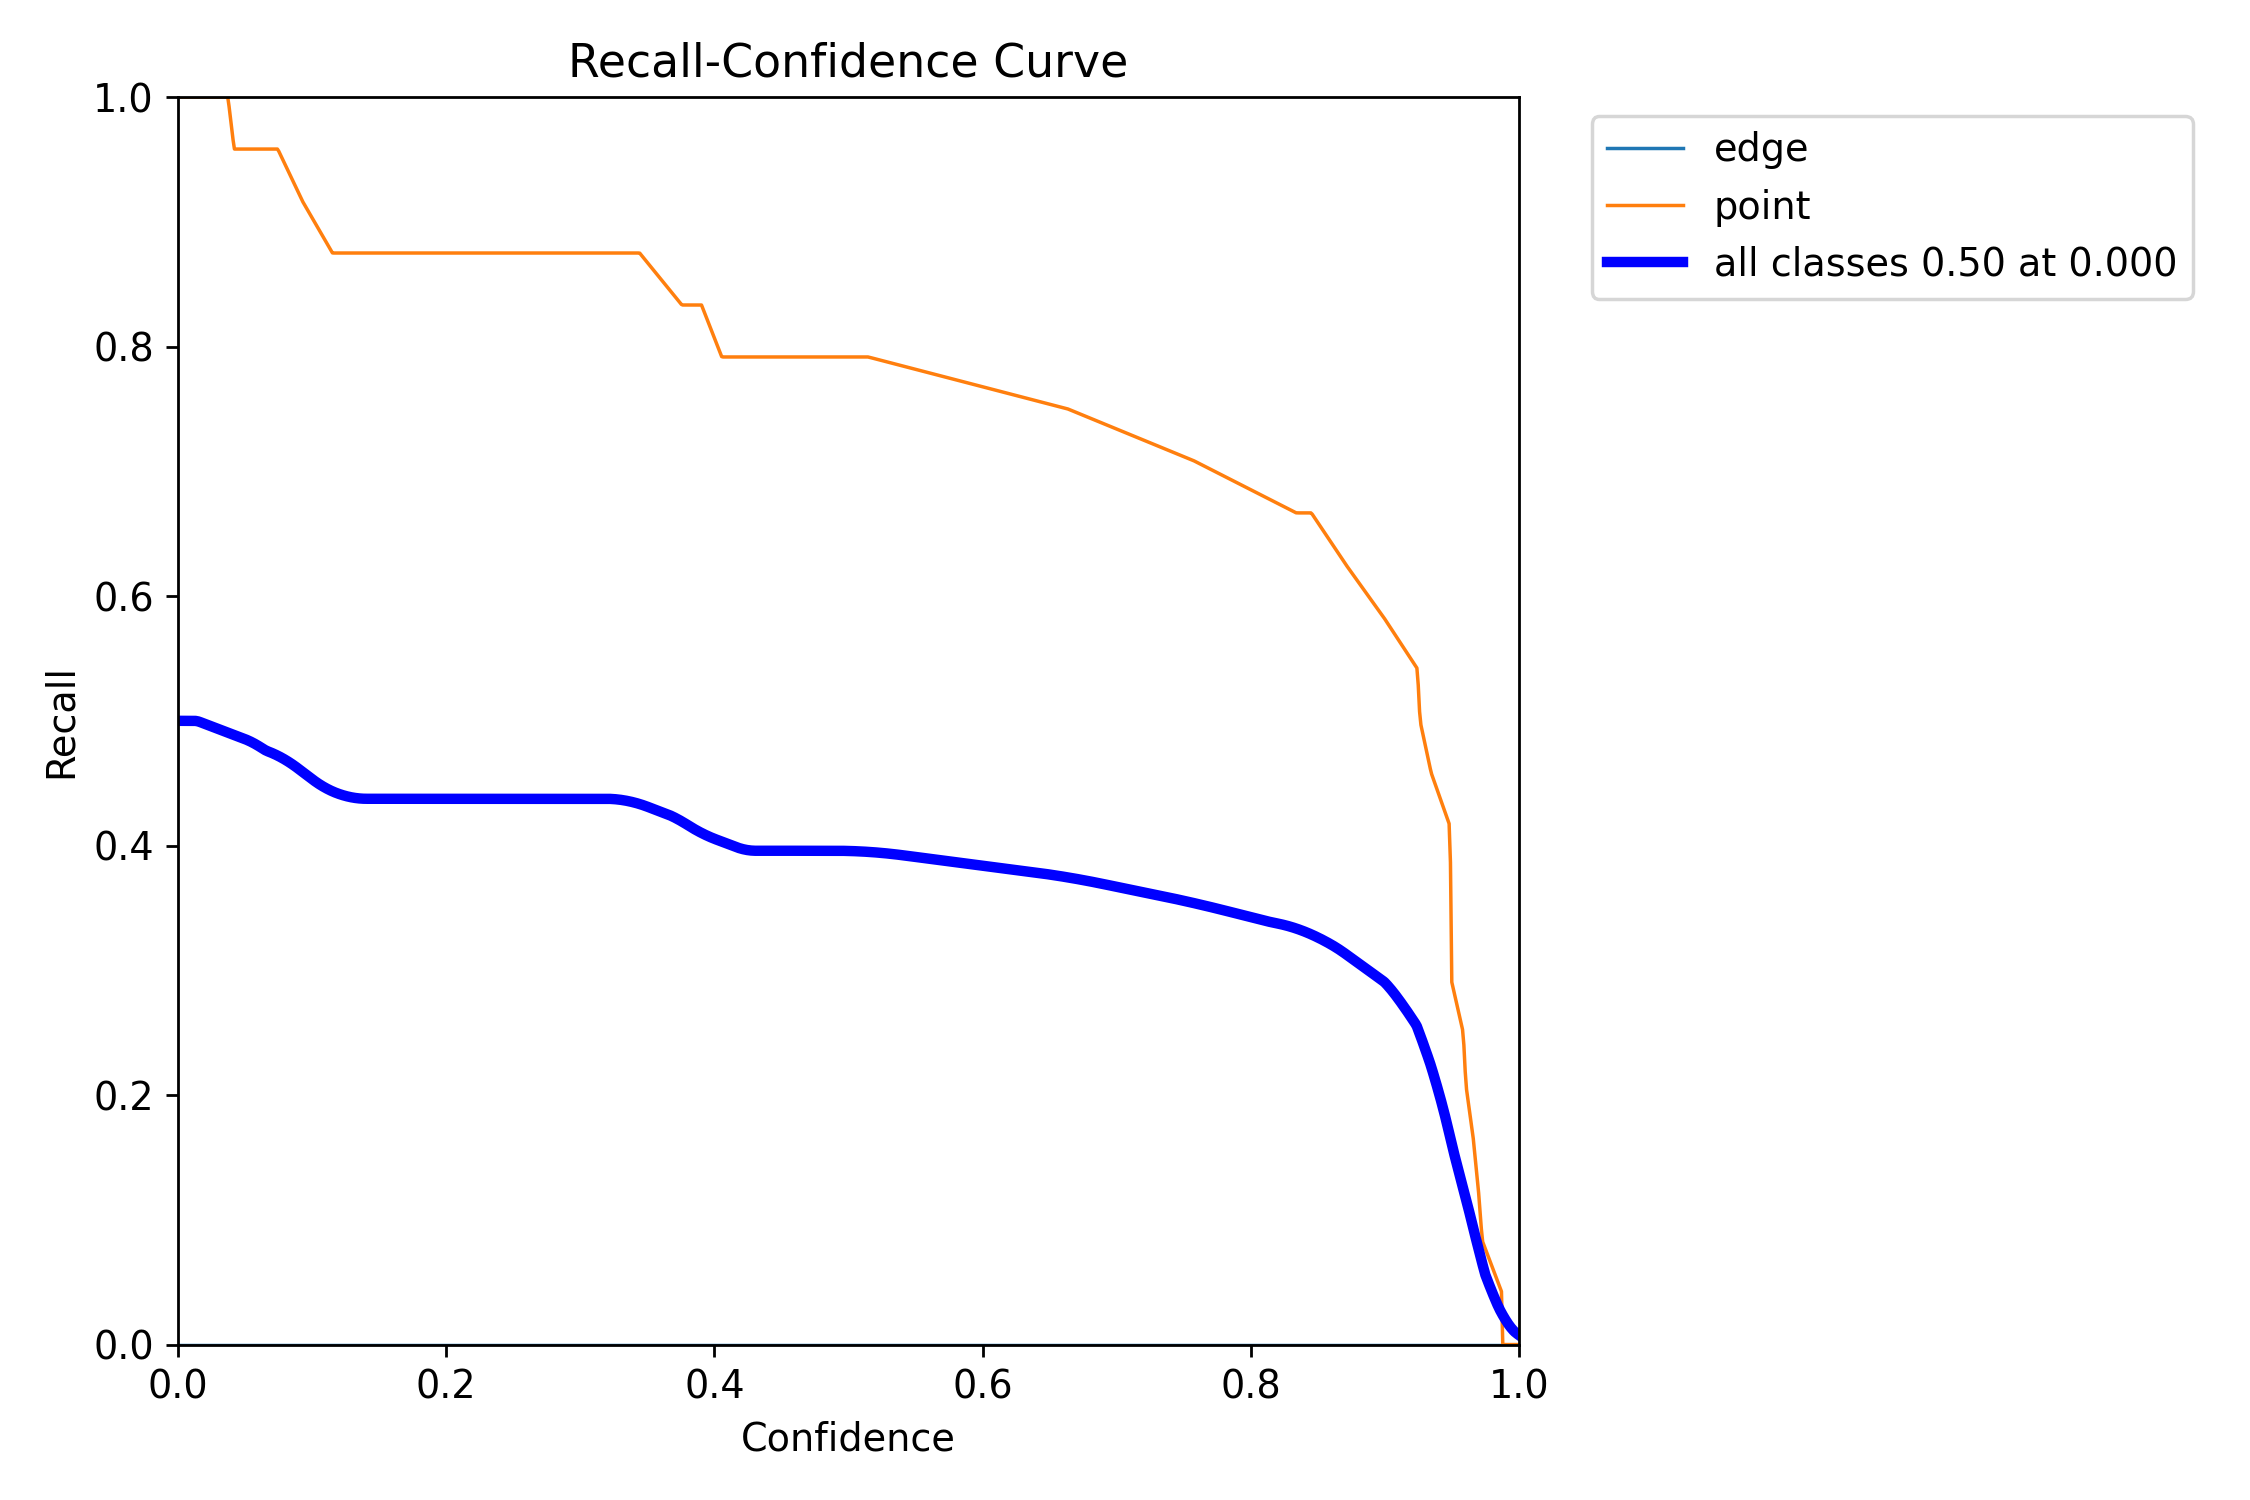 Recall-Confidence Curve
1.0
0.8
0.6
0.4
0.2
0.0
Recall
0.0 0.2 0.4 0.6 0.8 1.0
Confidence
edge
point
all classes 0.50 at 0.000